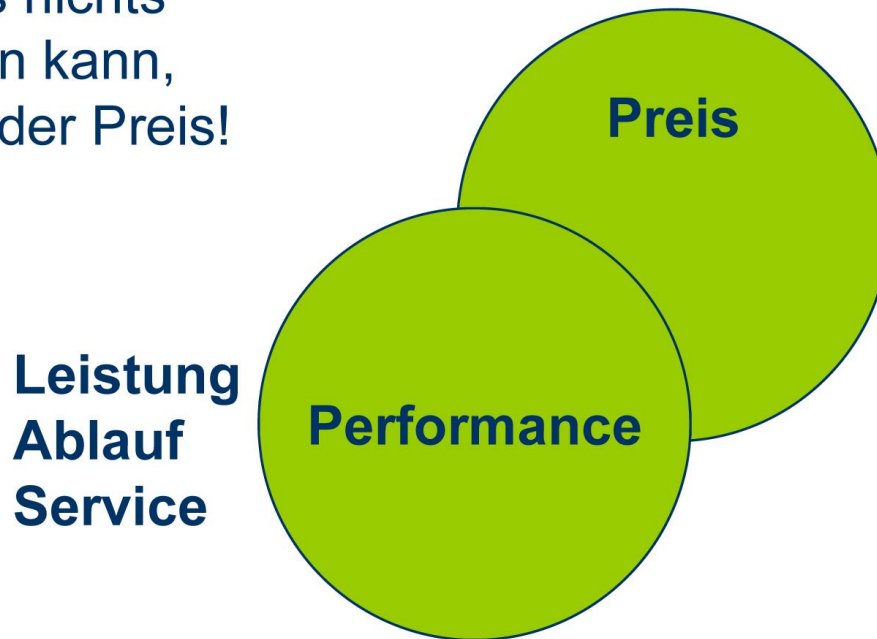 nichts
n kann,
der Preis!
Preis
Leistung
Ablauf
Service
Performance